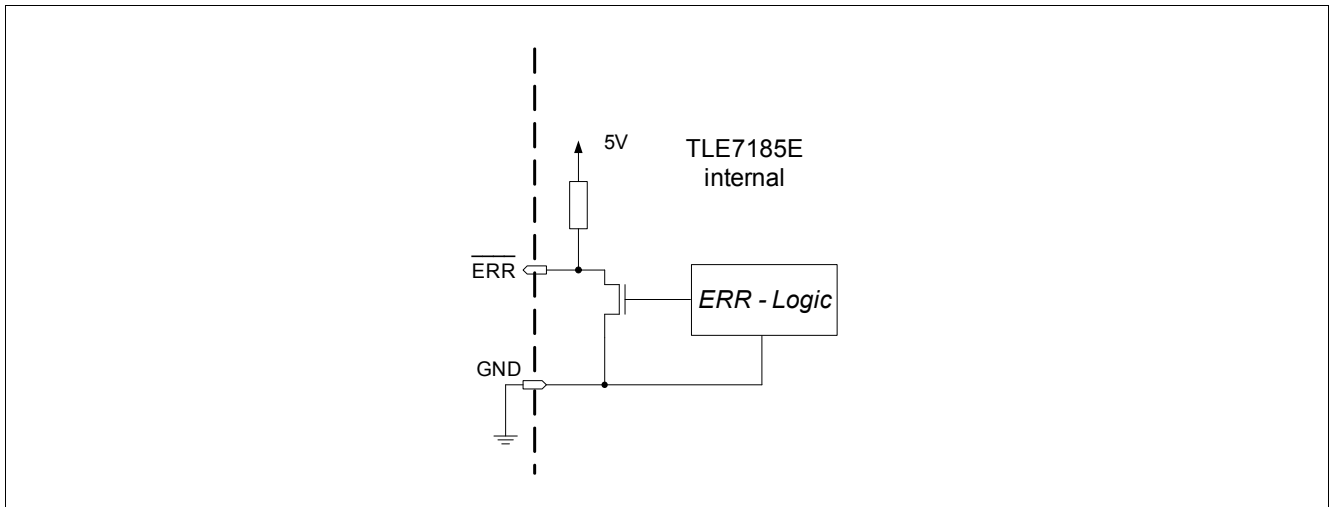 5V
TLE7185E
internal
ERR
ERR - Logic
GND